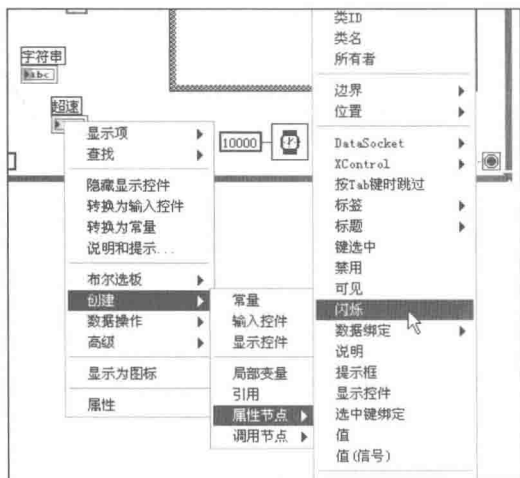 字符串
abc
超速
10000
显示项
查找
隐藏显示控件
转换为输入控件
转换为常量
说明和提示...
布尔选板
创建
数据操作
高级
显示为图标
属性
常量
输入控件
显示控件
局部变量
引用
属性节点
调用节点
类ID
类名
所有者
边界
位置
DataSocket
XControl
按Tab键时跳过
标签
标题
键选中
禁用
可见
闪烁
数据绑定
说明
提示框
显示控件
选中键绑定
值
值(信号)